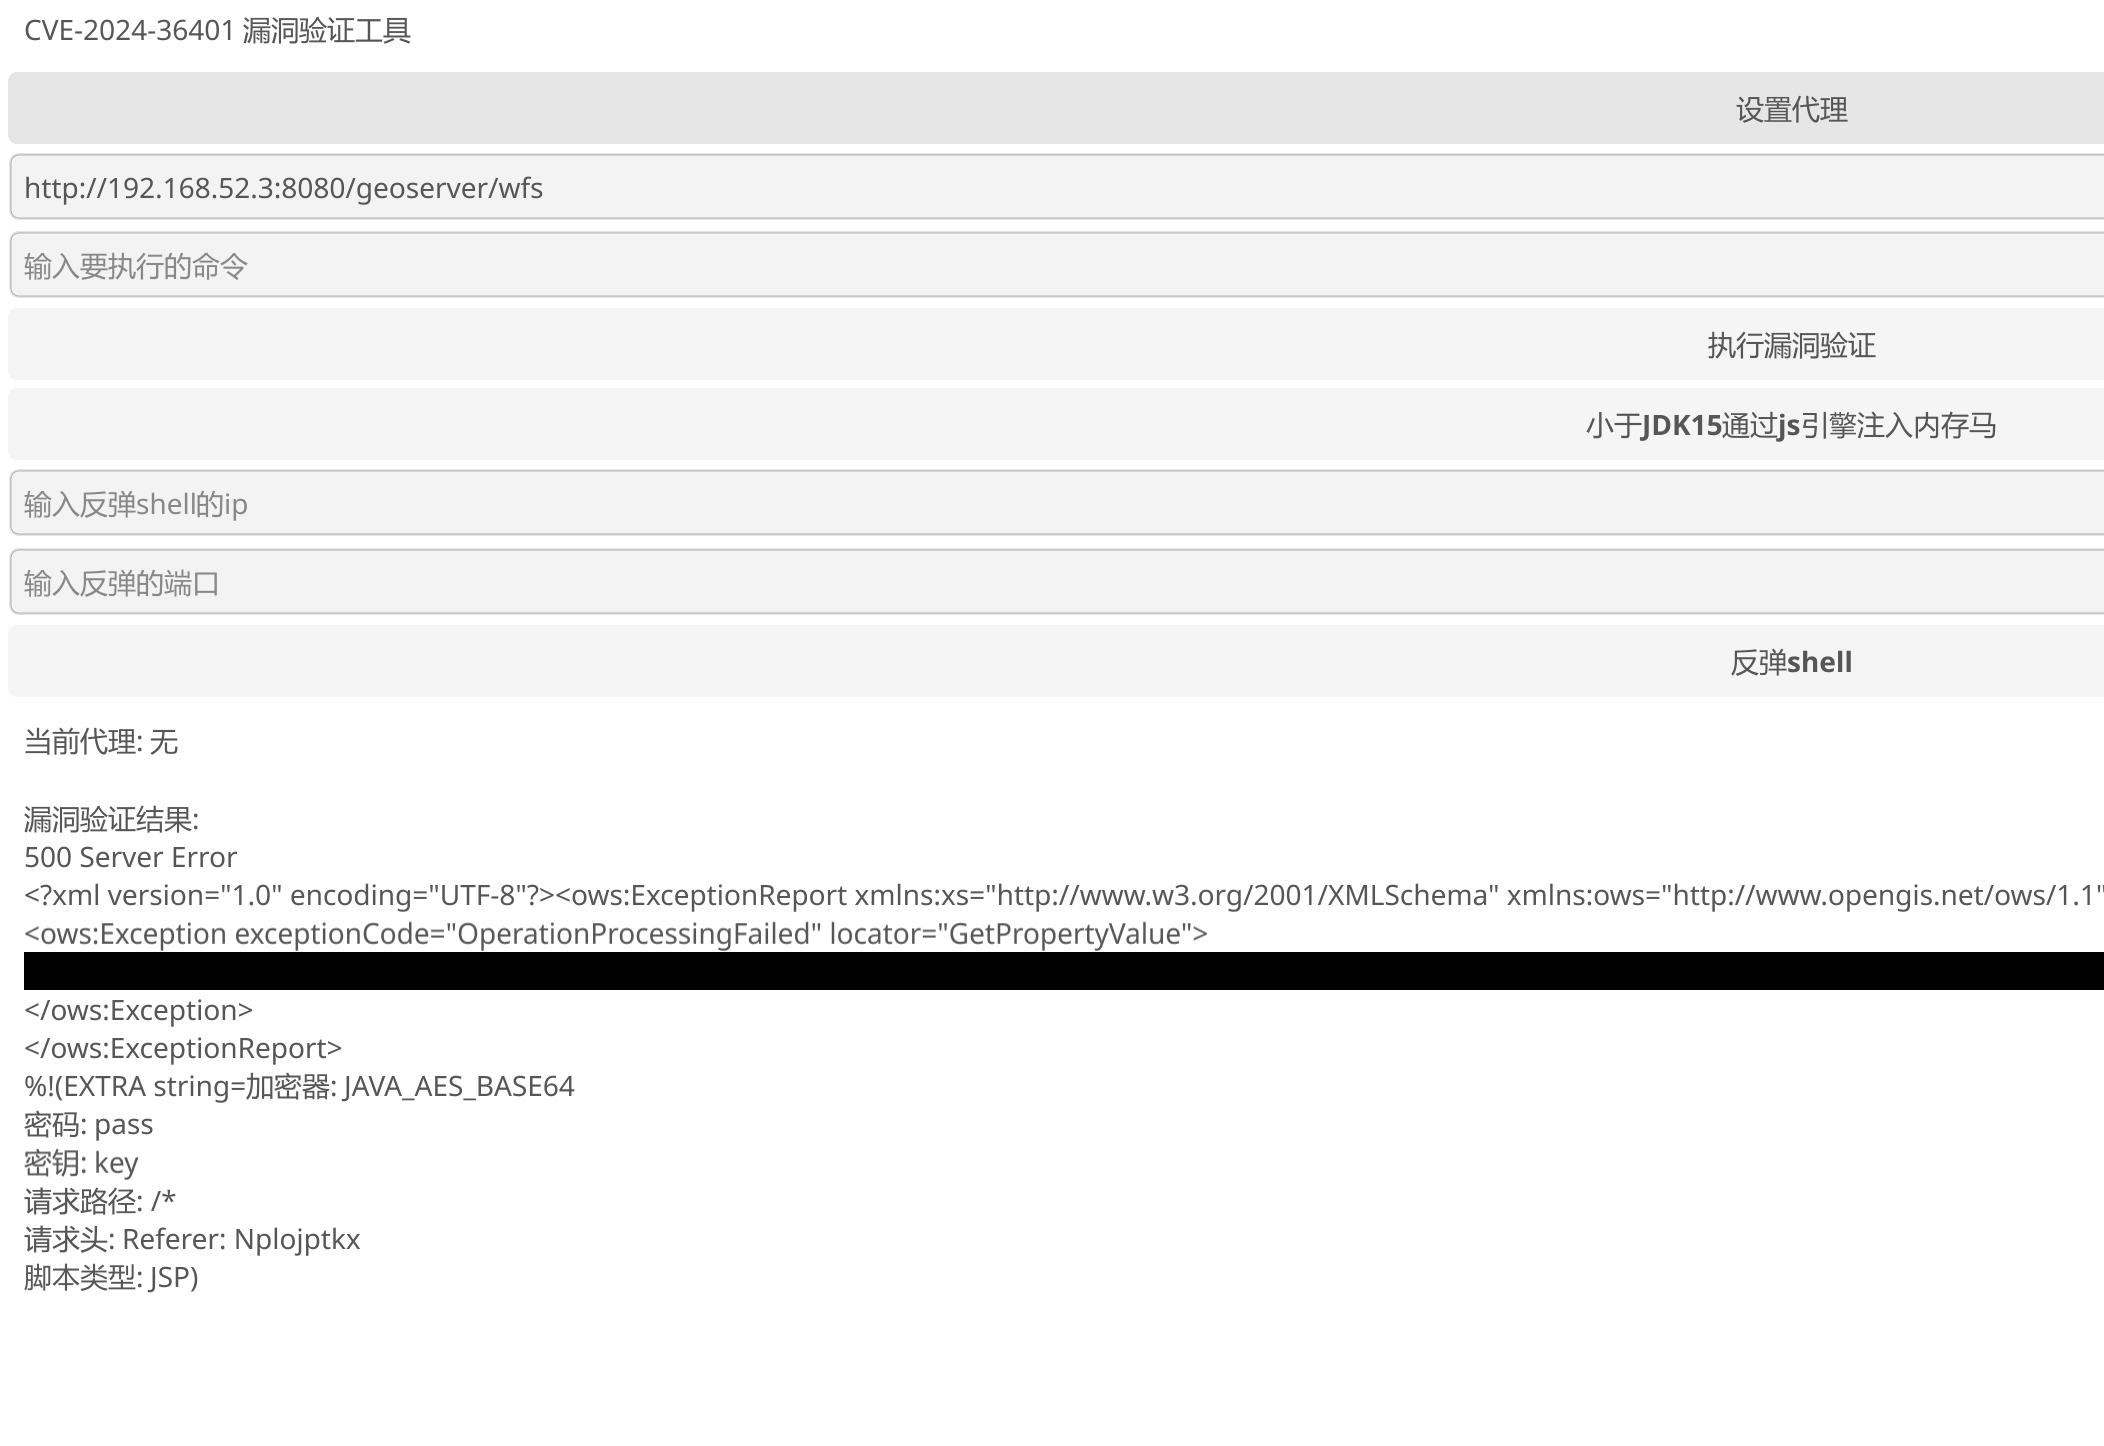 CVE-2024-36401 漏洞验证工具
设置代理
http://192.168.52.3:8080/geoserver/wfs
输入要执行的命令
执行漏洞验证
小于JDK15通过js引擎注入内存马
输入反弹shell的ip
输入反弹的端口
反弹shell
当前代理: 无
漏洞验证结果:
500 Server Error
<?xml version="1.0" encoding="UTF-8"?><ows:ExceptionReport xmlns:xs="http://www.w3.org/2001/XMLSchema" xmlns:ows="http://www.opengis.net/ows/1.1"
<ows:Exception exceptionCode="OperationProcessingFailed" locator="GetPropertyValue">
</ows:Exception>
</ows:ExceptionReport>
%!(EXTRA string=加密器: JAVA_AES_BASE64
密码: pass
密钥: key
请求路径: /*
请求头: Referer: Nplojptkx
脚本类型: JSP)